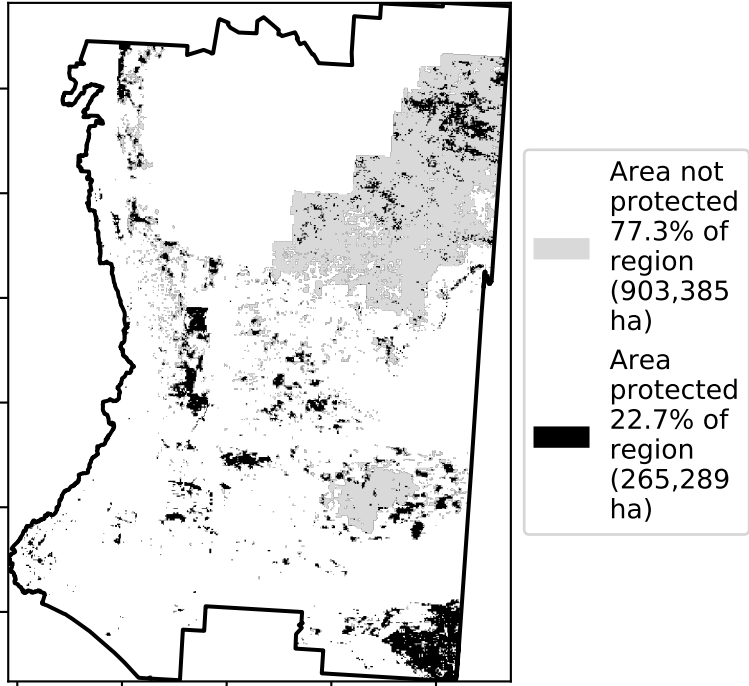 Area not
protected
77.3% of
region
(903,385
ha)
Area
protected
22.7% of
region
(265,289
ha)